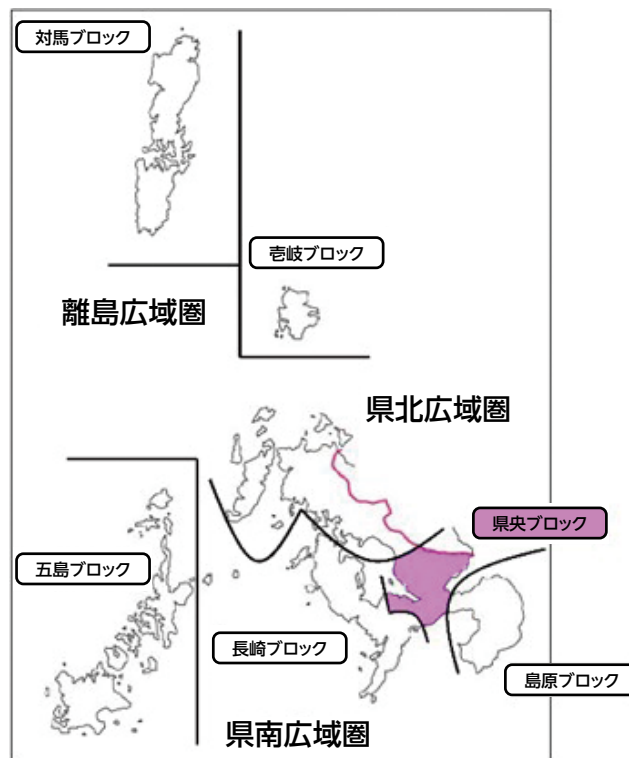 対馬ブロック
壱岐ブロック
離島広域圏
県北広域圏
県央ブロック
五島ブロック
長崎ブロック
島原ブロック
県南広域圏